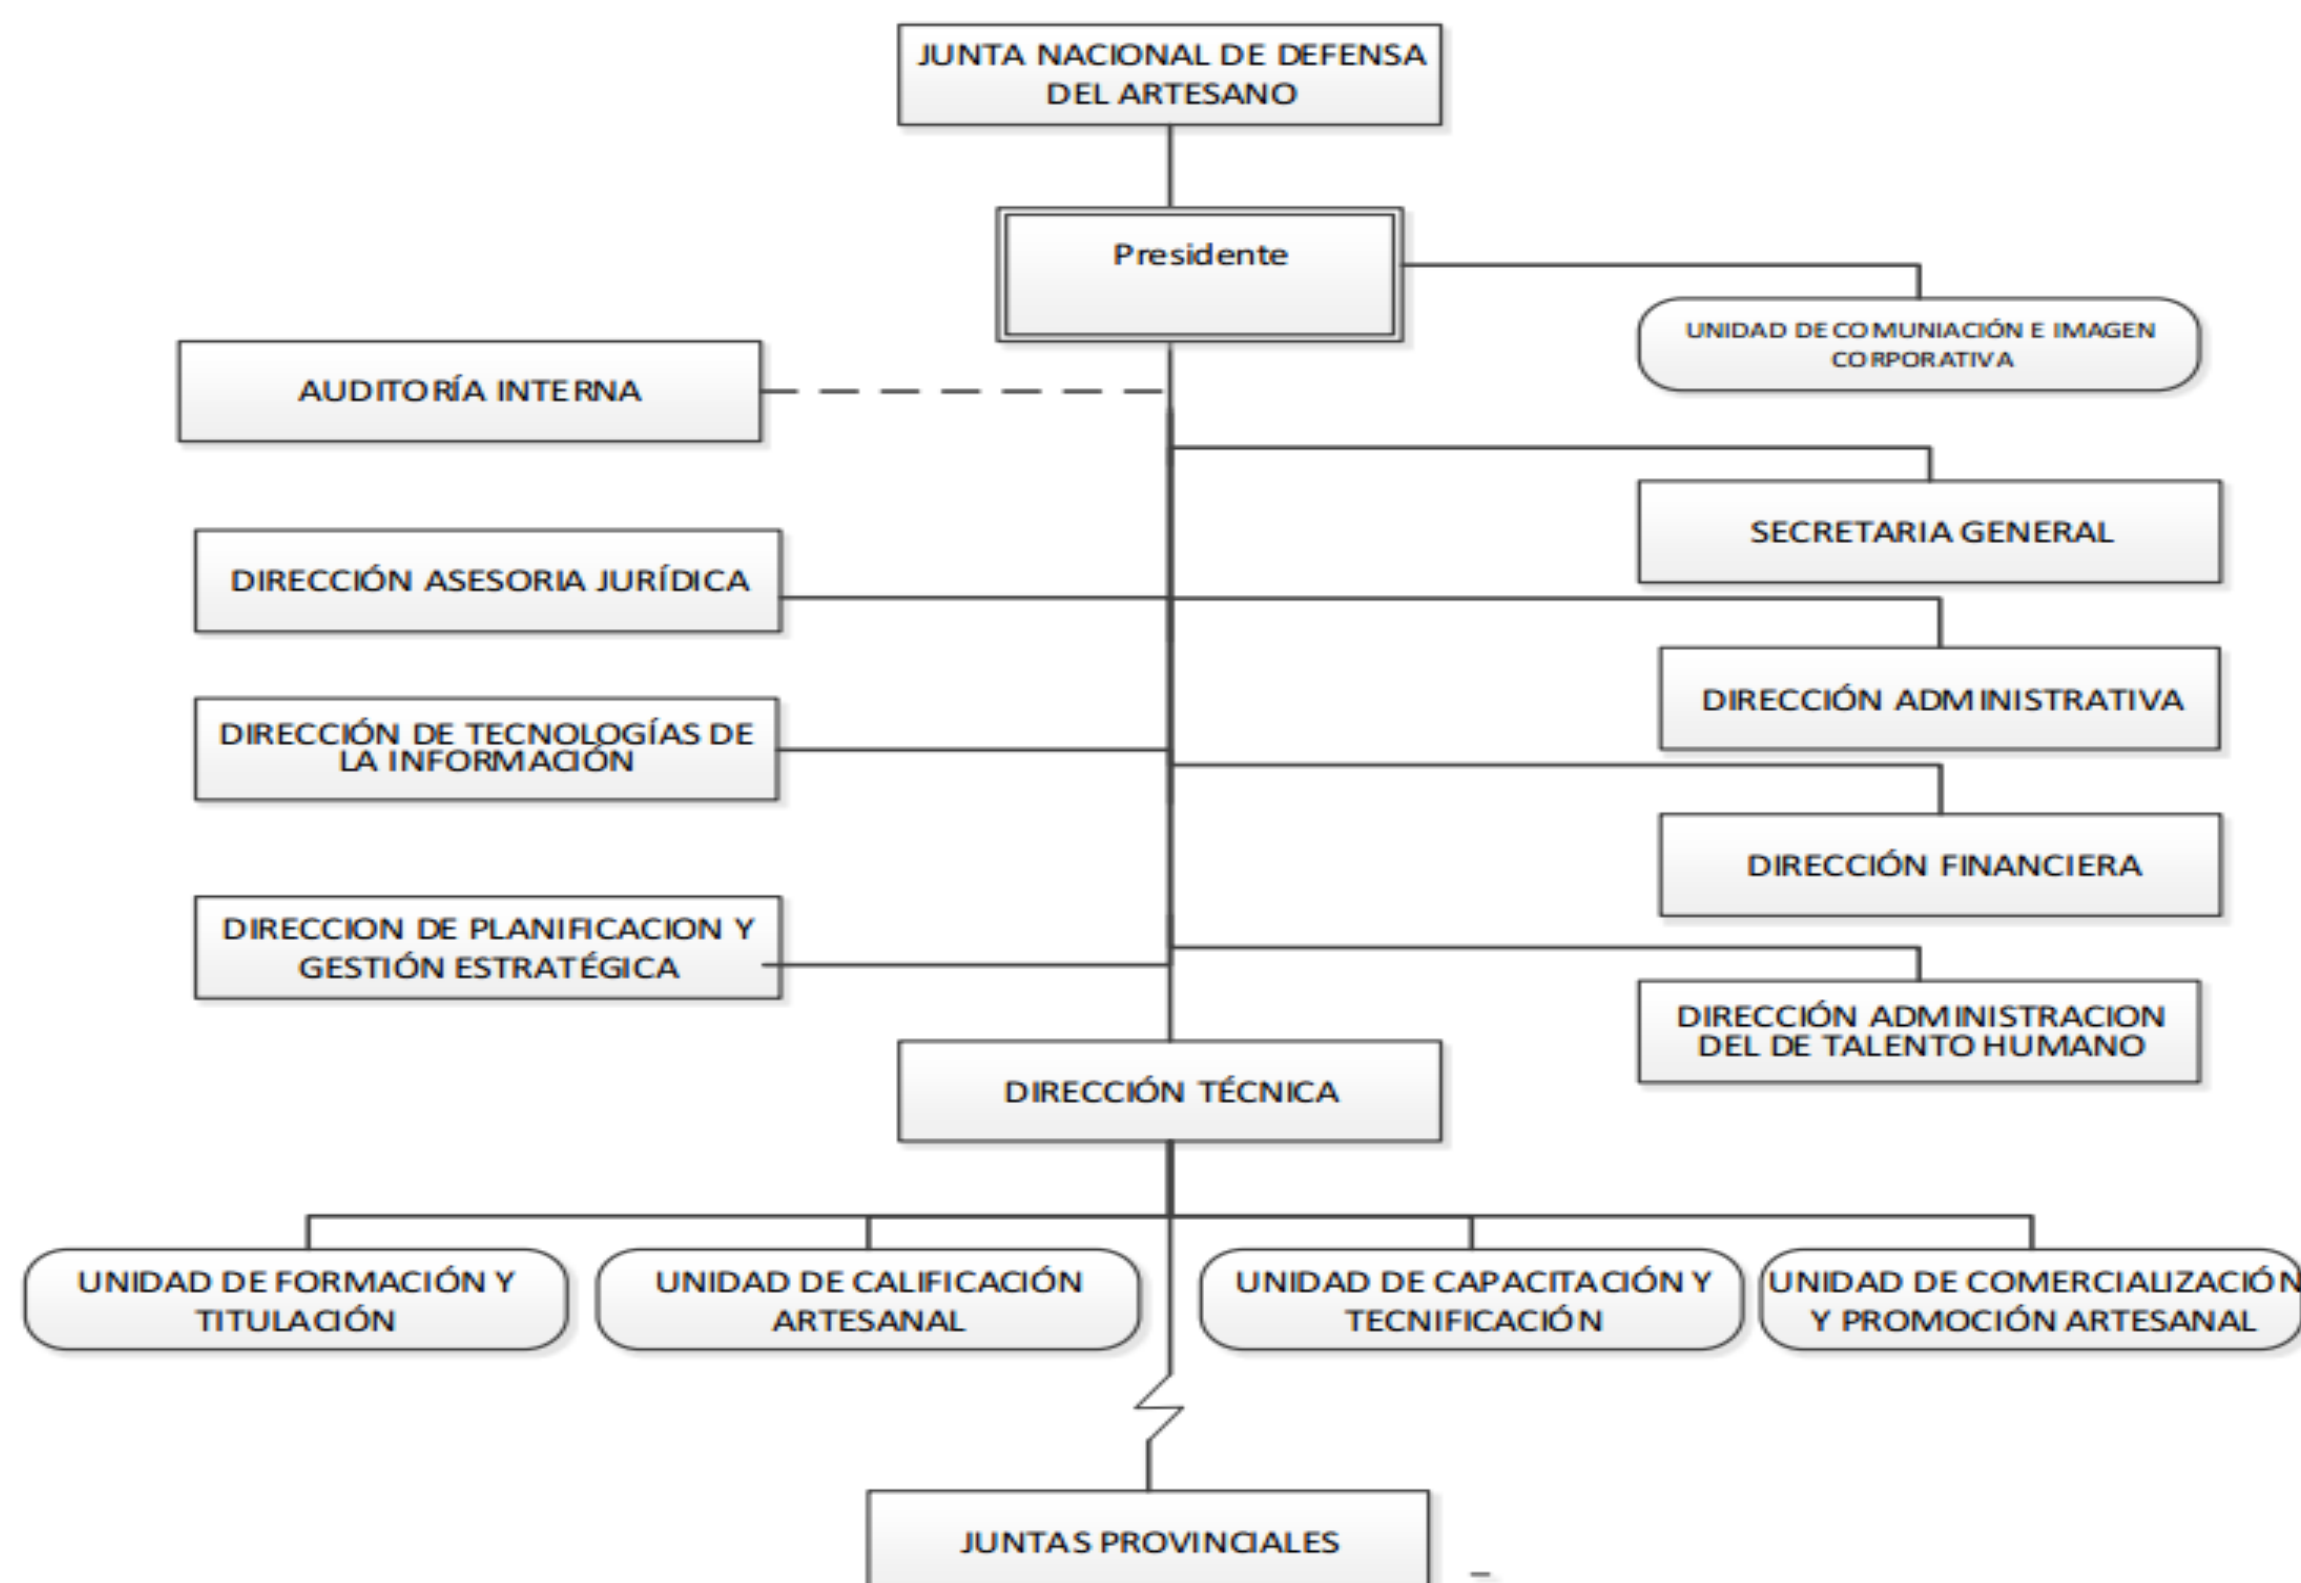 JUNTA NACIONAL DE DEFENSA
DEL ARTESANO
Presidente
UNIDAD DE COMUNIACIÓN E IMAGEN
CORPORATIVA
AUDITORÍA INTERNA
SECRETARIA GENERAL
DIRECCIÓN ASESORIA JURÍDICA
DIRECCIÓN ADMINISTRATIVA
DIRECCIÓN DE TECNOLOGÍAS DE
LA INFORMACIÓN
DIRECCIÓN FINANCIERA
DIRECCION DE PLANIFICACION Y
GESTIÓN ESTRATÉGICA
DIRECCIÓN ADMINISTRACION
DEL DE TALENTO HUMANO
DIRECCIÓN TÉCNICA
UNIDAD DE FORMACIÓN Y
TITULACIÓN
UNIDAD DE CALIFICACIÓN
ARTESANAL
UNIDAD DE CAPACITACIÓN Y
TECNIFICACIÓN
UNIDAD DE COMERCIALIZACIÓN
Y PROMOCIÓN ARTESANAL
JUNTAS PROVINCIALES